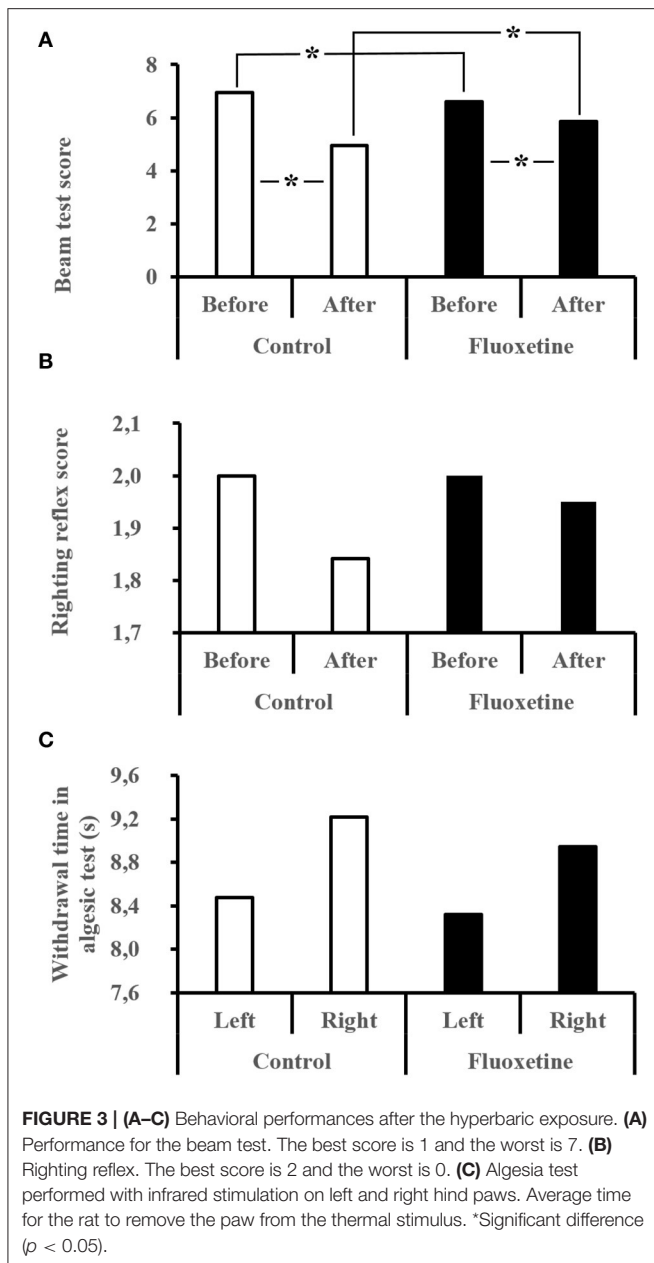 A
*
*
8
6
4
2
0
*
*
Beam test score
Before After Before After
Control Fluoxetine
B
2,1
2,0
1,9
1,8
1,7
Righting reflex score
Before After Before After
Control Fluoxetine
C
9,6
9,2
8,8
8,4
8,0
7,6
Withdrawal time in
algesic test (s)
Left Right Left Right
Control Fluoxetine
FIGURE 3 | (A–C) Behavioral performances after the hyperbaric exposure. (A)
Performance for the beam test. The best score is 1 and the worst is 7. (B)
Righting reflex. The best score is 2 and the worst is 0. (C) Algesia test
performed with infrared stimulation on left and right hind paws. Average time
for the rat to remove the paw from the thermal stimulus. *Significant difference
(p < 0.05).